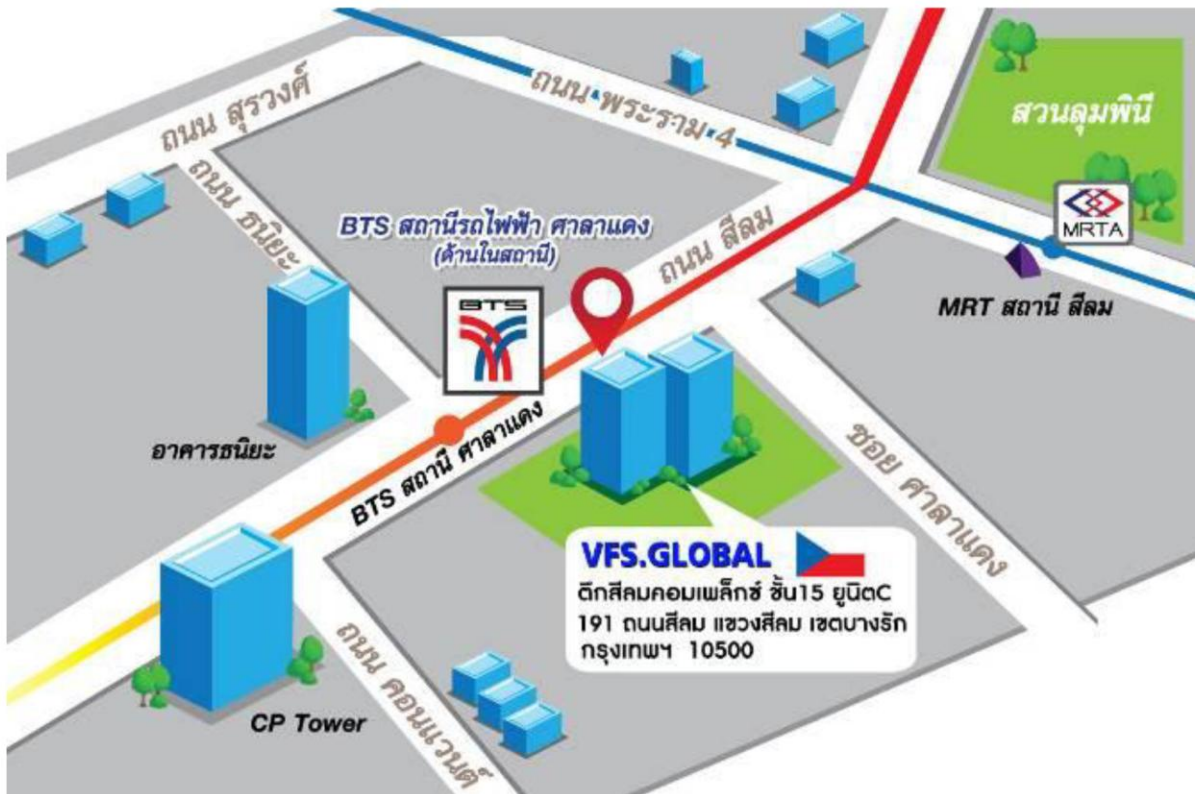 ถนน สุรวงศ์
ถนน พระราม 4
สวนลุมพินี
ถนน ธนิยะ
BTS สถานีรถไฟฟ้า ศาลาแดง
(ด้านในสถานี)
ถนน สีลม
MRTA
BTS
MRT สถานี สีลม
อาคารธนิยะ
BTS สถานี ศาลาแดง
ซอย ศาลาแดง
VFS.GLOBAL
ตึกสีลมคอมเพล็กซ์ ชั้น15 ยูนิตC
191 ถนนสีลม แขวงสีลม เขตบางรัก
กรุงเทพฯ 10500
ถนน คอนแวนต์
CP Tower